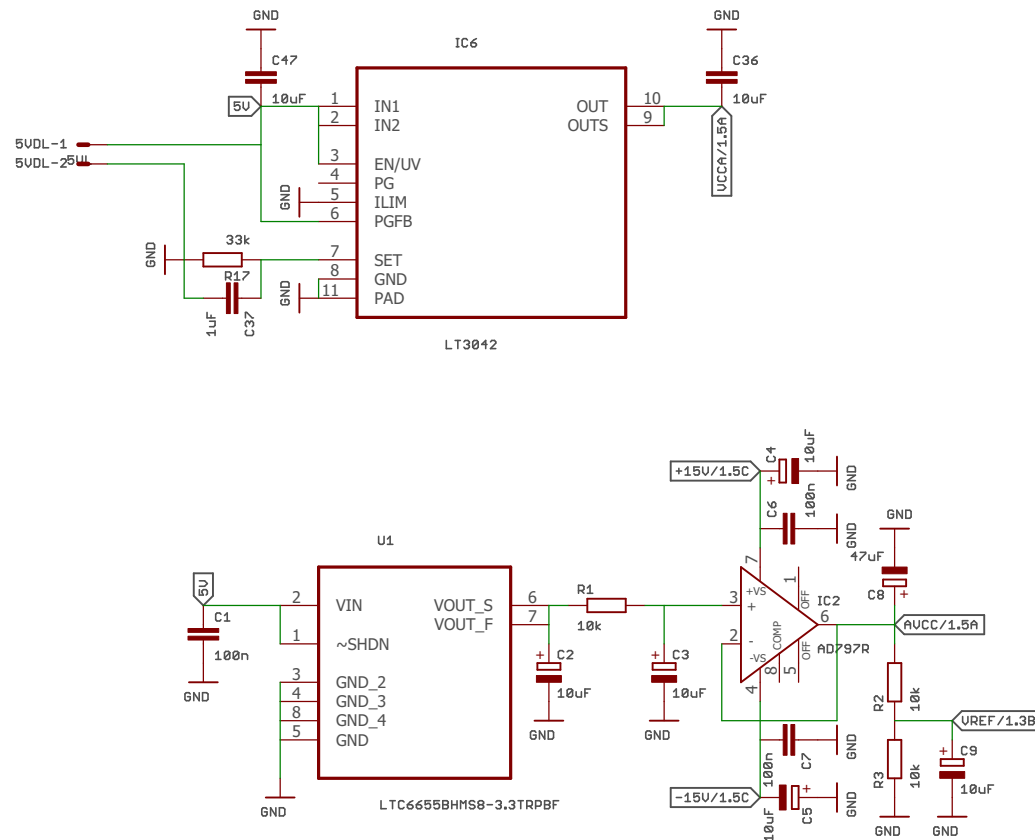 GND
GND
IC6
C47
C36
10uF
10uF
5V
1
IN1
OUT
10
2
IN2
OUTS
9
5VDL-1
5VDL-2
3
EN/UV
4
PG
VCCA/1.5A
GND
5
ILIM
6
PGFB
33k
GND
7
SET
R17
8
GND
GND
11
PAD
1uF
C37
LT3042
10uF
C4
+15V/1.5C
GND
100n
C6
GND
GND
U1
47uF
7
1
5V
C8
+VS
OFF
IC2
R1
2
VIN
VOUT_S
6
3
+
6
C1
VOUT_F
7
10k
AVCC/1.5A
1
~SHDN
2
-
COMP
OFF
AD797R
100n
-VS
C2
C3
4
8
5
3
GND_2
R2
10k
GND
4
GND_3
10uF
10uF
8
GND_4
VREF/1.3B
GND
GND
5
GND
C7
GND
C9
100n
R3
10k
10uF
GND
LTC6655BHMS8-3.3TRPBF
-15V/1.5C
C5
GND
10uF
GND
GND